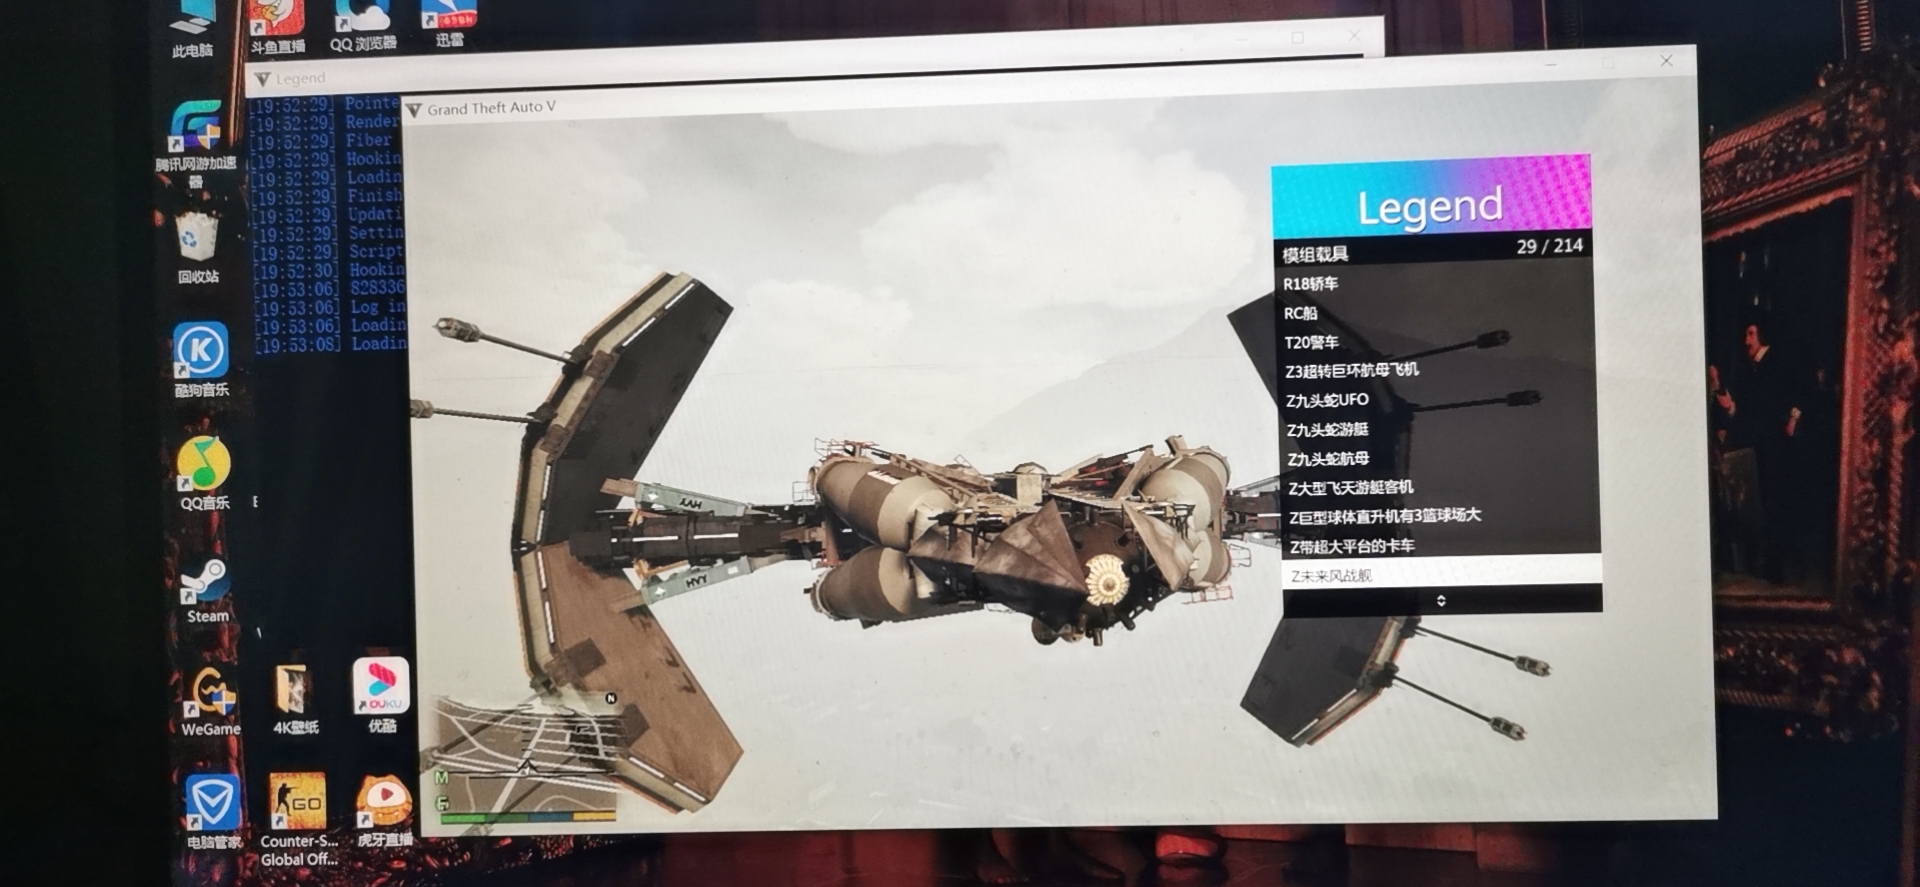 此电脑
斗鱼直播
QQ 浏览器
迅雷
腾讯网游加速
器
回收站
酷狗音乐
QQ音乐
Steam
WeGame
4K壁纸
优酷
电脑管家
Counter-S...
Global Off...
虎牙直播
Legend
[19:52:29] Pointe
[19:52:29] Render
[19:52:29] Fiber
[19:52:29] Hookin
[19:52:29] Loadin
[19:52:29] Finish
[19:52:29] Updati
[19:52:29] Settin
[19:52:29] Script
[19:52:30] Hookin
[19:53:06] 828336
[19:53:06] Log in
[19:53:06] Loadin
[19:53:08] Loadin
Grand Theft Auto V
Legend
模组载具 29 / 214
R18轿车
RC船
T20警车
Z3超转巨环航母飞机
Z九头蛇UFO
Z九头蛇游艇
Z九头蛇航母
Z大型飞天游艇客机
Z巨型球体直升机有3篮球场大
Z带超大平台的卡车
Z未来风战舰
N
M
GO
K